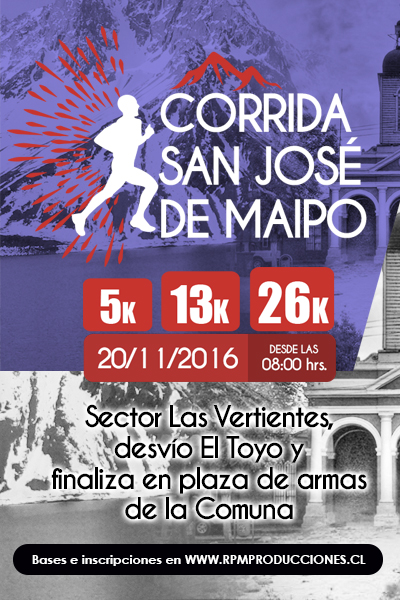 CORRIDA
SAN JOSÉ
DE MAIPO
5K 13K 26K
20/11/2016 DESDE LAS
08:00 hrs.
Sector Las Vertientes,
desvío El Toyo y
finaliza en plaza de armas
de la Comuna
Bases e inscripciones en WWW.RPMPRODUCCIONES.CL